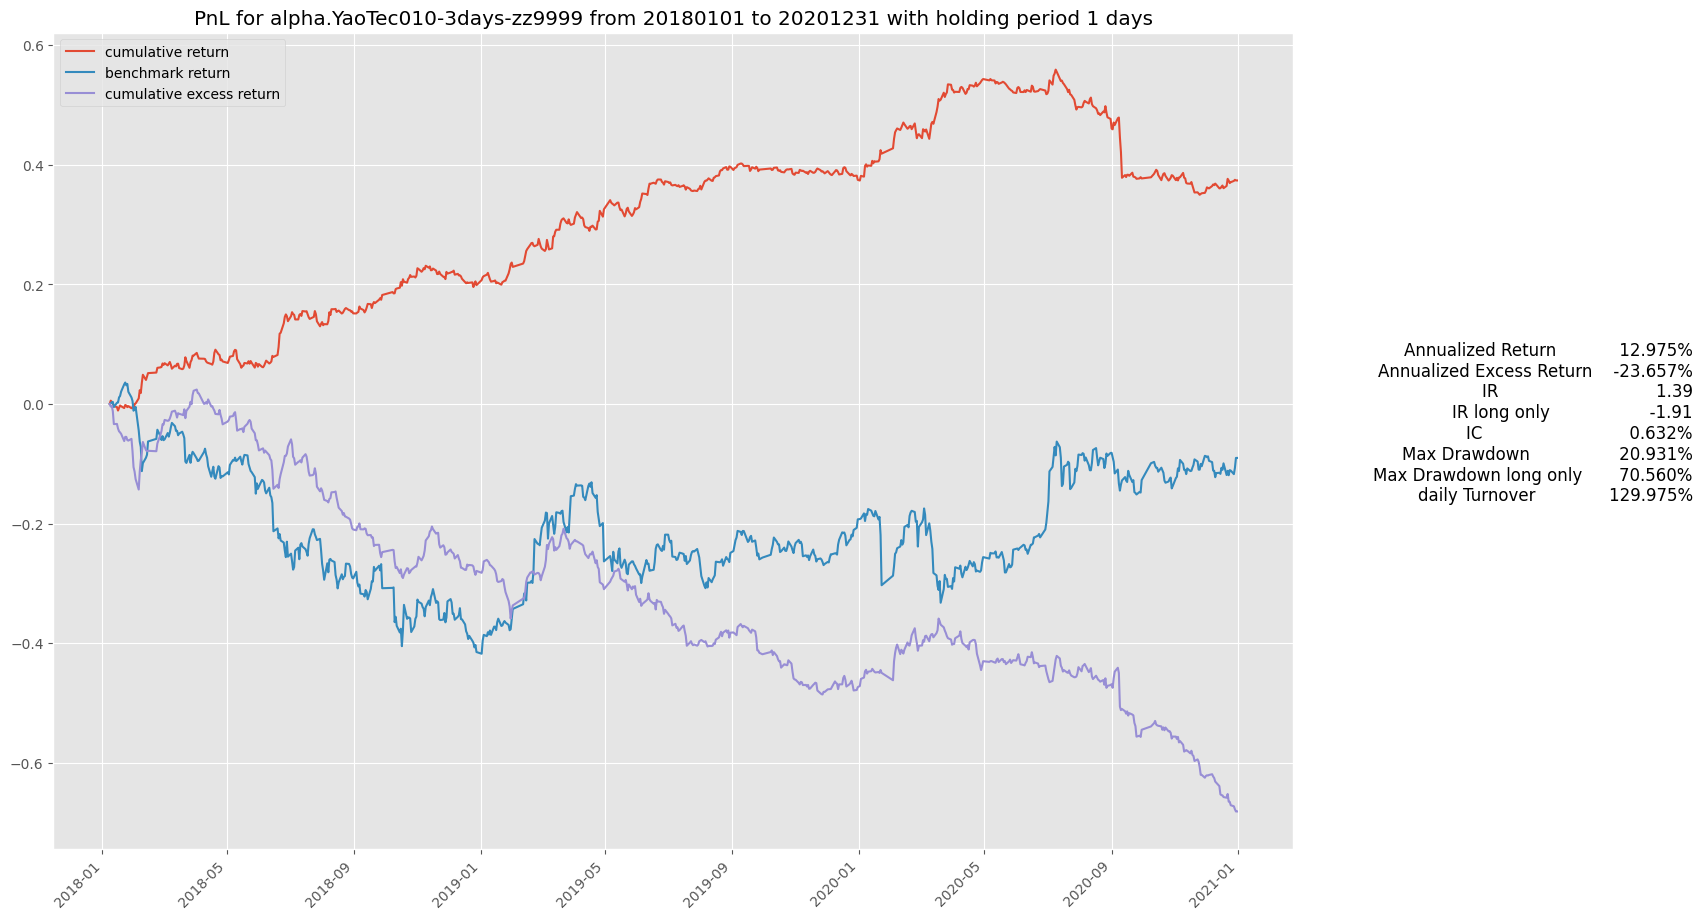 PnL for alpha.YaoTec010-3days-zz9999 from 20180101 to 20201231 with holding period 1 days
cumulative return
benchmark return
cumulative excess return
0.6
0.4
0.2
0.0
−0.2
−0.4
−0.6
2018-01
2018-05
2018-09
2019-01
2019-05
2019-09
2020-01
2020-05
2020-09
2021-01
Annualized Return 12.975%
Annualized Excess Return -23.657%
IR 1.39
IR long only -1.91
IC 0.632%
Max Drawdown 20.931%
Max Drawdown long only 70.560%
daily Turnover 129.975%